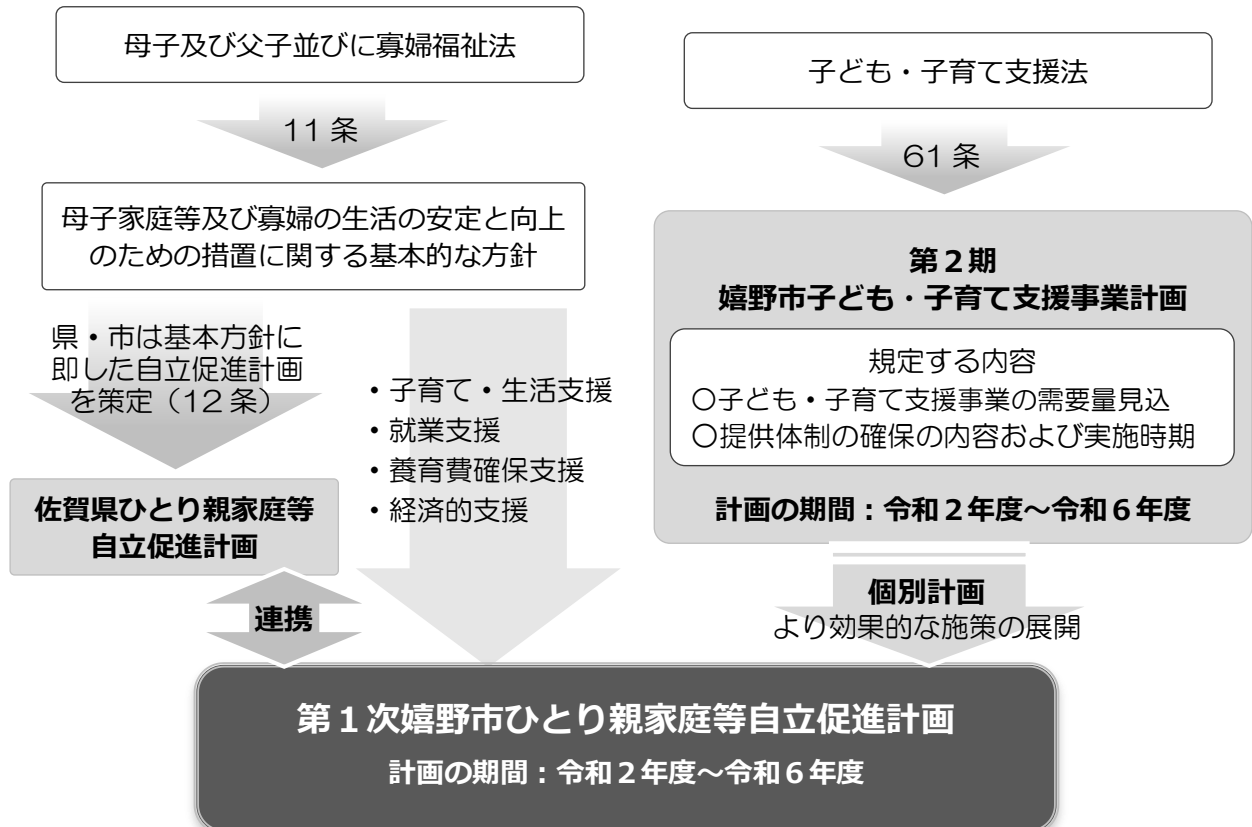 母子及び父子並びに寡婦福祉法
11条
母子家庭等及び寡婦の生活の安定と向上
のための措置に関する基本的な方針
県・市は基本方針に
即した自立促進計画
を策定（12条）
・子育て・生活支援
・就業支援
・養育費確保支援
・経済的支援
佐賀県ひとり親家庭等
自立促進計画
連携
子ども・子育て支援法
61条
第２期
嬉野市子ども・子育て支援事業計画
規定する内容
〇子ども・子育て支援事業の需要量見込
〇提供体制の確保の内容および実施時期
計画の期間：令和２年度～令和６年度
個別計画
より効果的な施策の展開
第１次嬉野市ひとり親家庭等自立促進計画
計画の期間：令和２年度～令和６年度